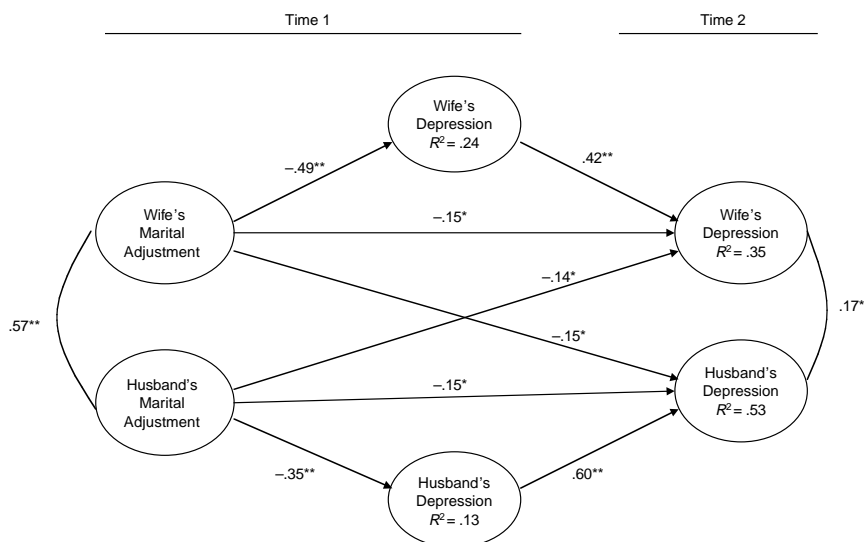 Time 1
Time 2
Wife’s
Depression
R² = .24
–.49**
.42**
Wife’s
Marital
Adjustment
–.15*
Wife’s
Depression
R² = .35
–.14*
.57**
.17*
–.15*
Husband’s
Marital
Adjustment
–.15*
Husband’s
Depression
R² = .53
–.35**
.60**
Husband’s
Depression
R² = .13